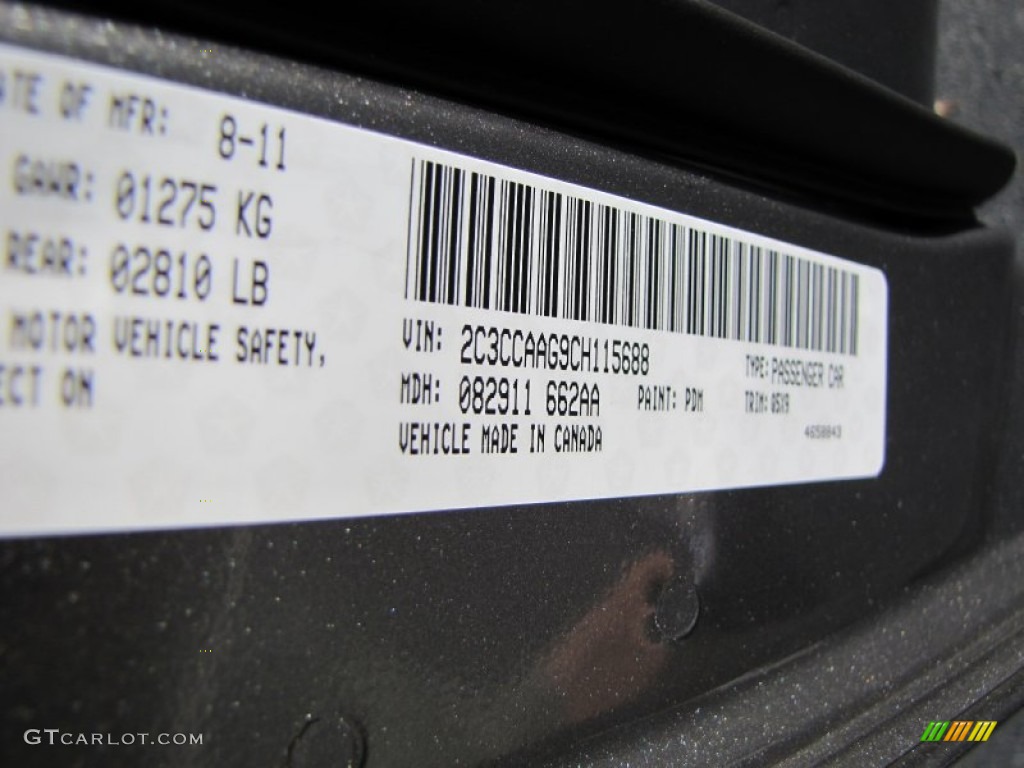 ATE OF MFR: 8-11
GAWR: 01275 KG
REAR: 02810 LB
MOTOR VEHICLE SAFETY,
ECT ON
VIN: 2C3CCAAG9CH115688
TYPE: PASSENGER CAR
MDH: 082911 662AA
PAINT: PDM
TRIM: Q5X9
VEHICLE MADE IN CANADA
4658843
GTCARLOT.COM